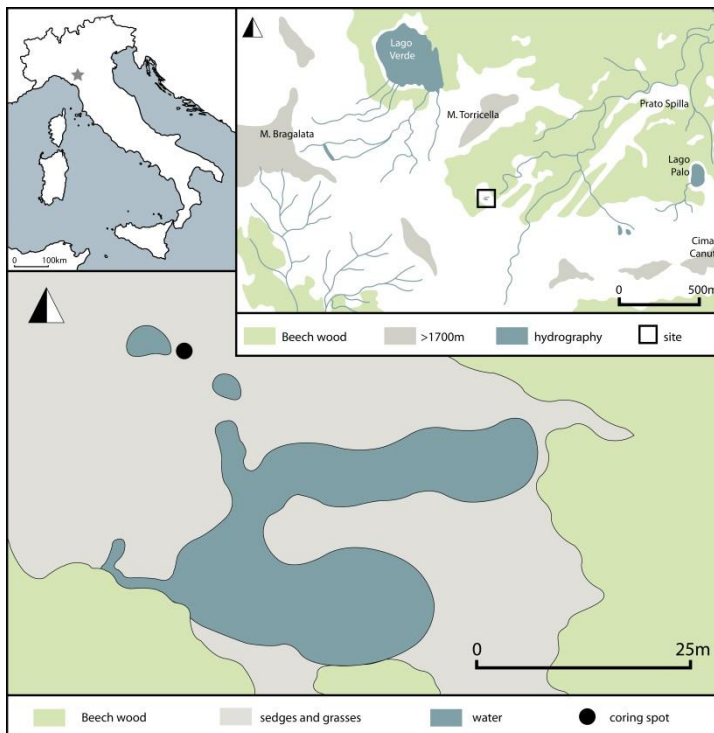 0 100km
Lago
Verde
M. Bragalata
M. Torricella
Prato Spilla
Lago
Palo
Cima
Canut
0 500m
Beech wood >1700m hydrography site
0 25m
Beech wood sedges and grasses water coring spot